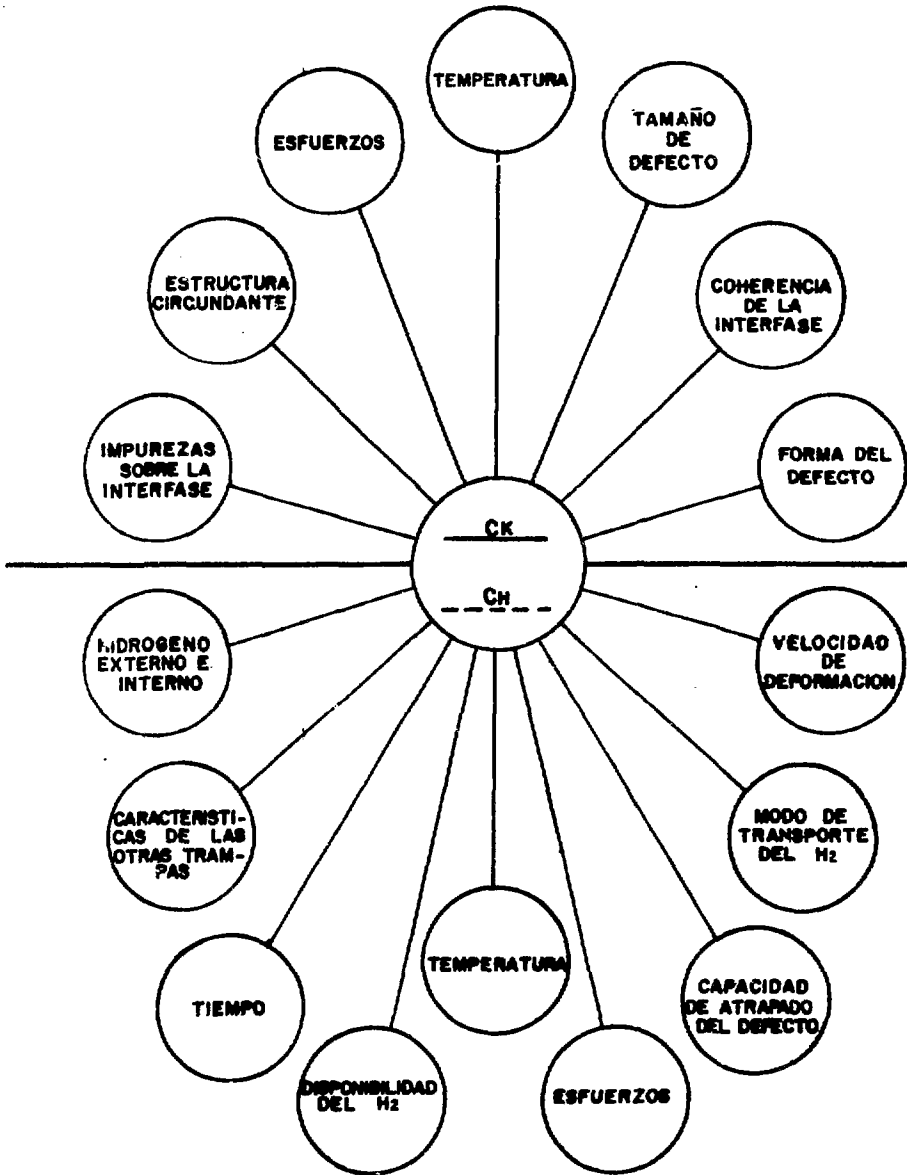 TEMPERATURA
ESFUERZOS
TAMAÑO
DE
DEFECTO
ESTRUCTURA
CIRCUNDANTE
COHERENCIA
DE LA
INTERFASE
IMPUREZAS
SOBRE LA
INTERFASE
FORMA DEL
DEFECTO
CK
CH
HIDROGENO
EXTERNO E
INTERNO
VELOCIDAD
DE
DEFORMACION
CARACTERISTI-
CAS DE LAS
OTRAS TRAM-
PAS
MODO DE
TRANSPORTE
DEL H2
TIEMPO
TEMPERATURA
CAPACIDAD
DE ATRAPADO
DEL DEFECTO
DISPONIBILIDAD
DEL H2
ESFUERZOS